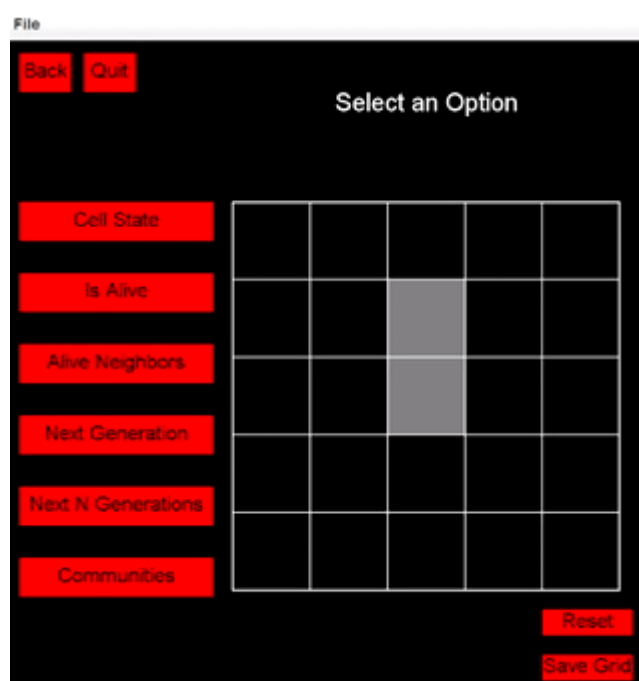 File
Back Quit
Select an Option
Cell State
Is Alive
Alive Neighbors
Next Generation
Next N Generations
Communities
Reset
Save Grid